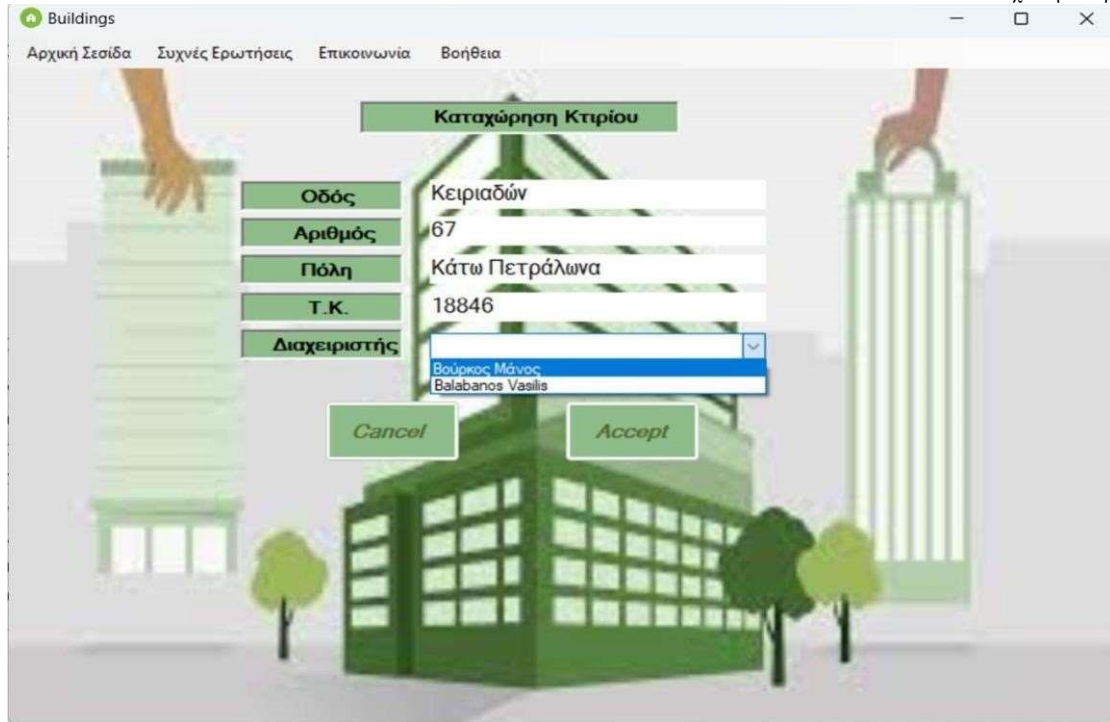 Buildings
Αρχική Σεσίδα Συχνές Ερωτήσεις Επικοινωνία Βοήθεια
Καταχώρηση Κτιρίου
Οδός Κειριαδών
Αριθμός 67
Πόλη Κάτω Πετράλωνα
Τ.Κ. 18846
Διαχειριστής
Βούρκος Μάνος
Balabanos Vasilis
Cancel Accept